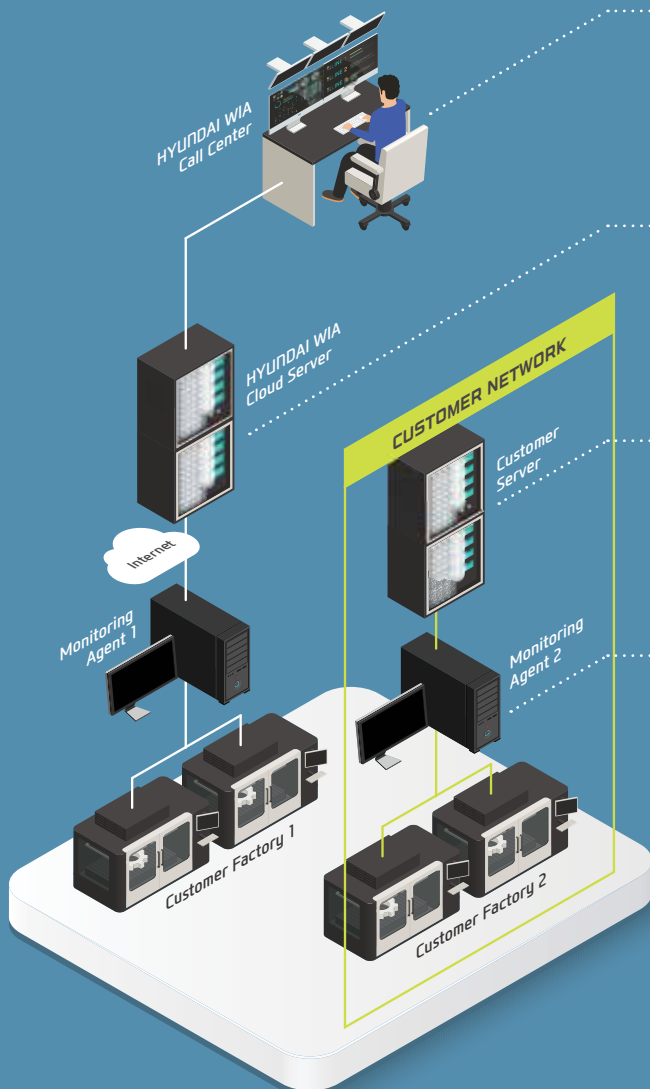 HYUNDAI WIA
Call Center
HYUNDAI WIA
Cloud Server
CUSTOMER NETWORK
Customer
Server
Internet
Monitoring
Agent 1
Monitoring
Agent 2
Customer Factory 1
Customer Factory 2